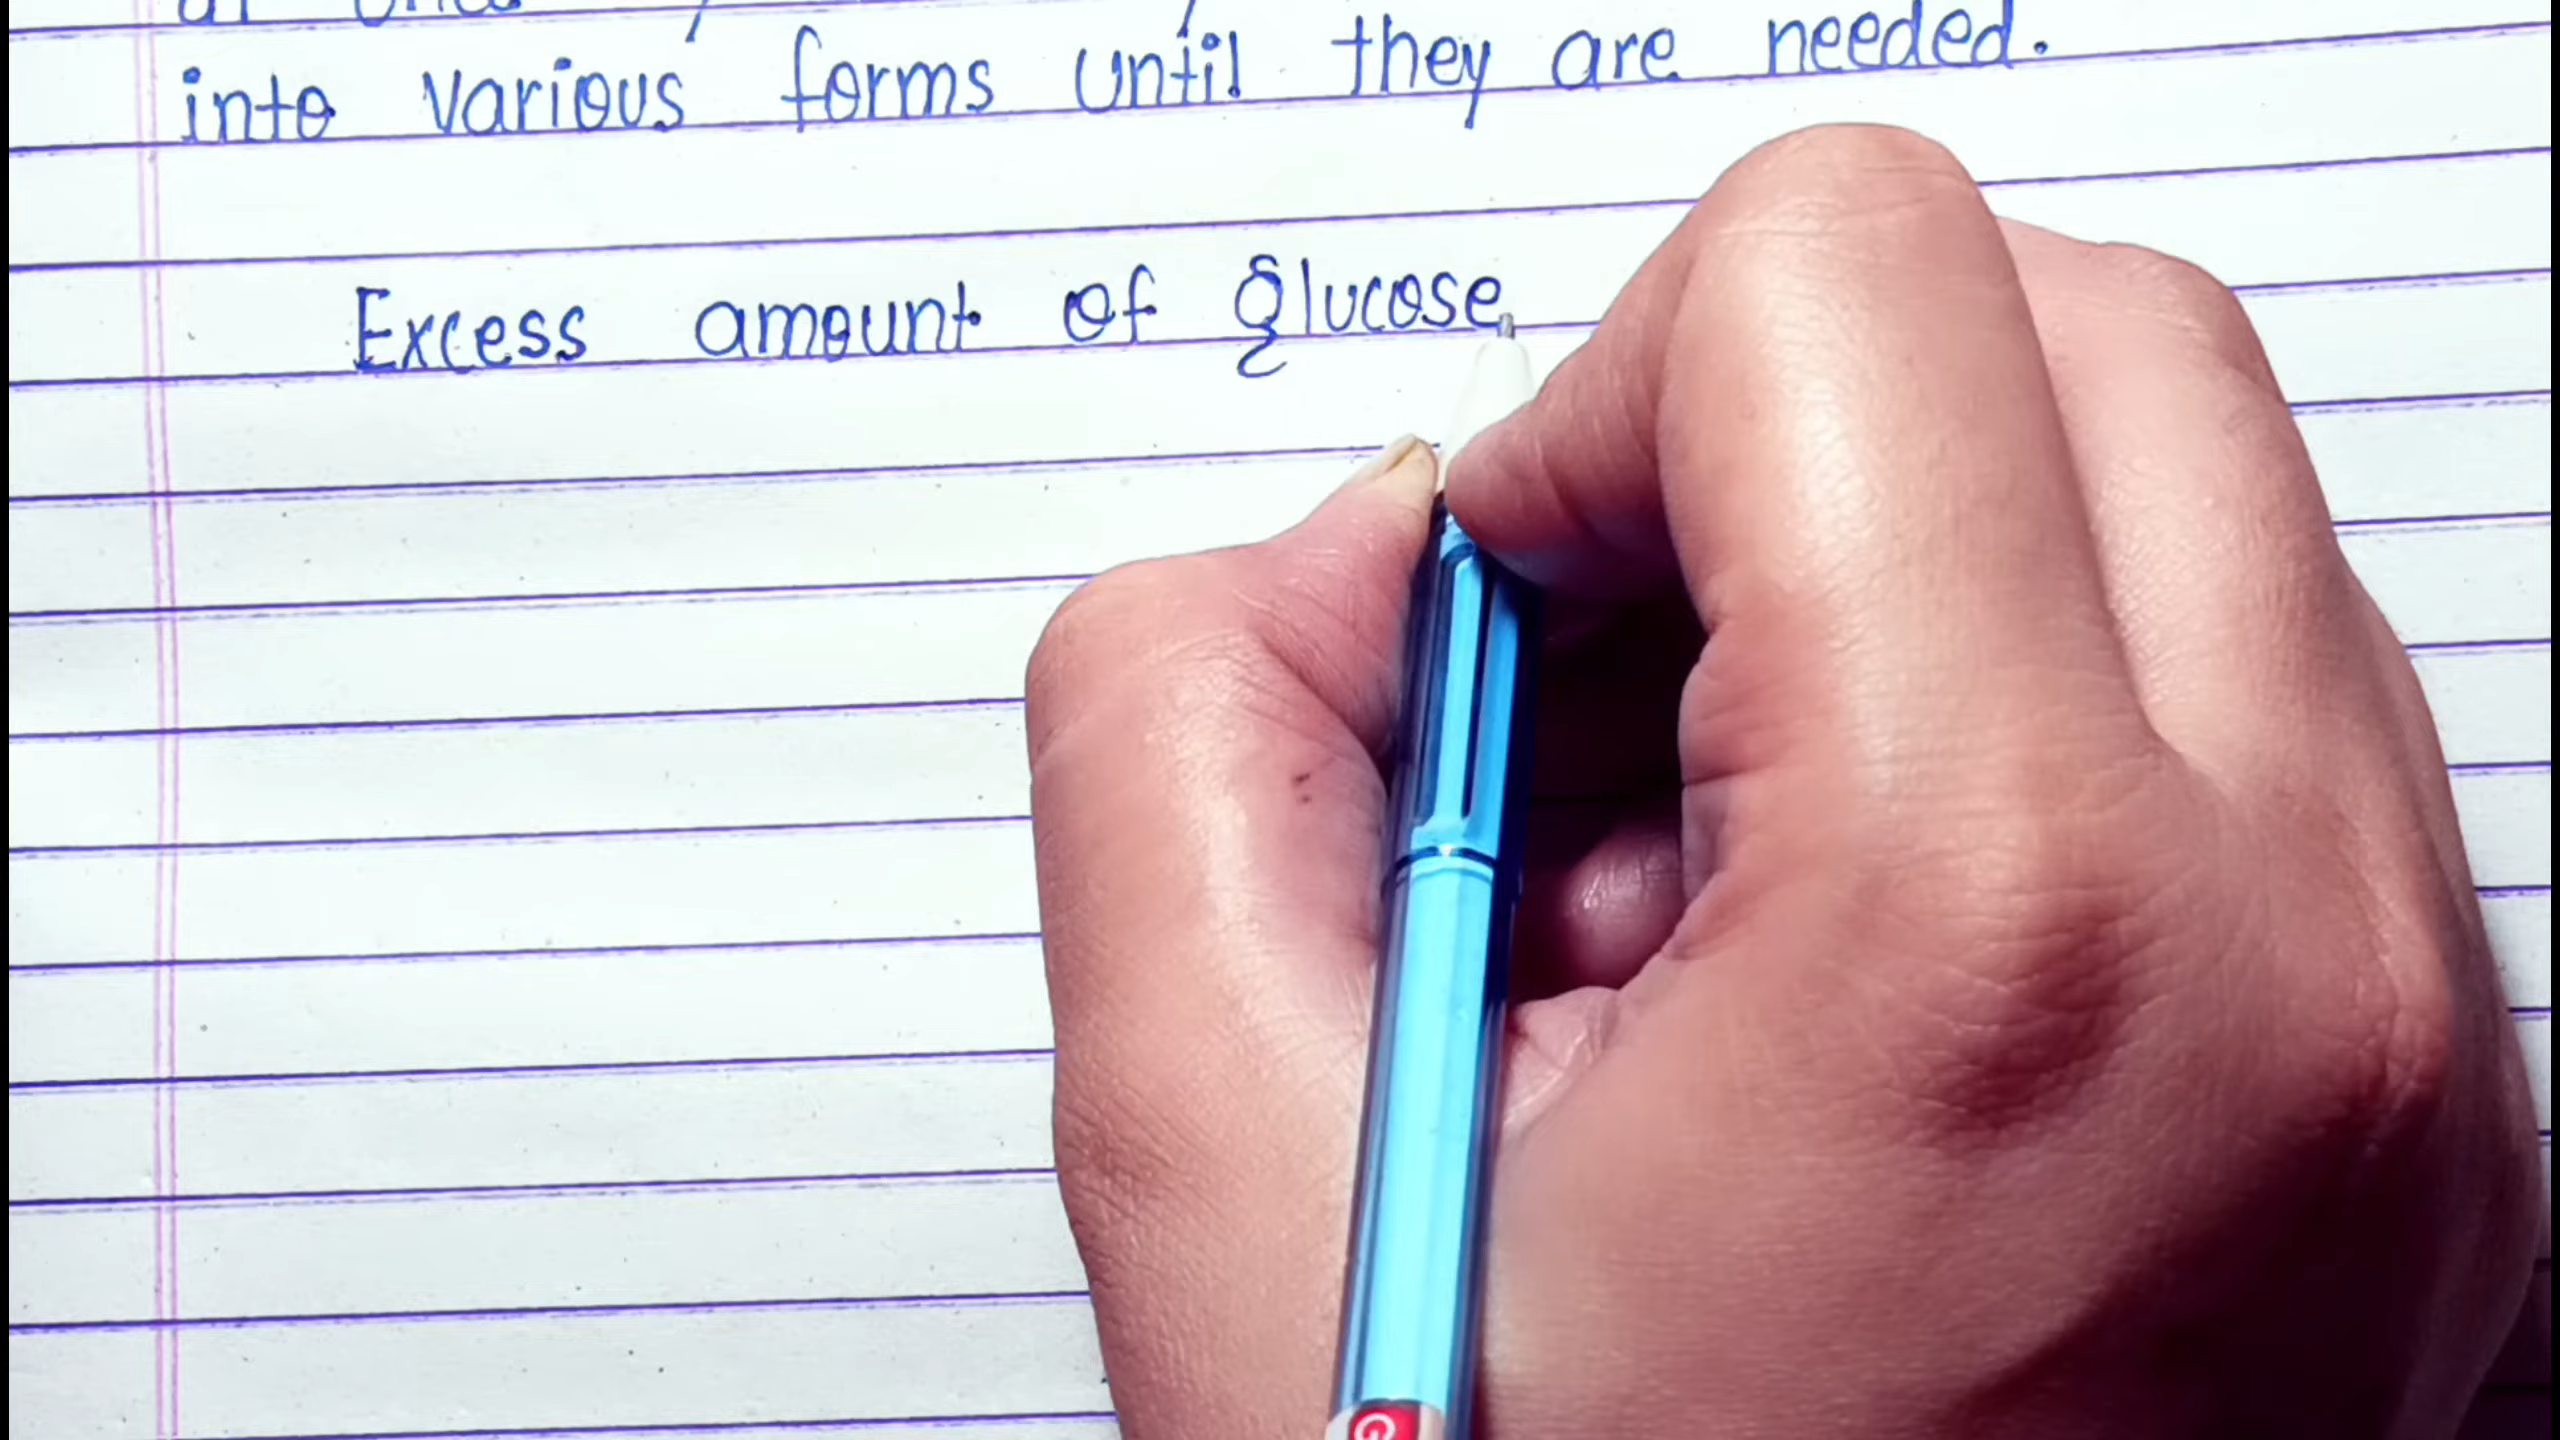 into various forms until they are needed.
Excess amount of glucose
G